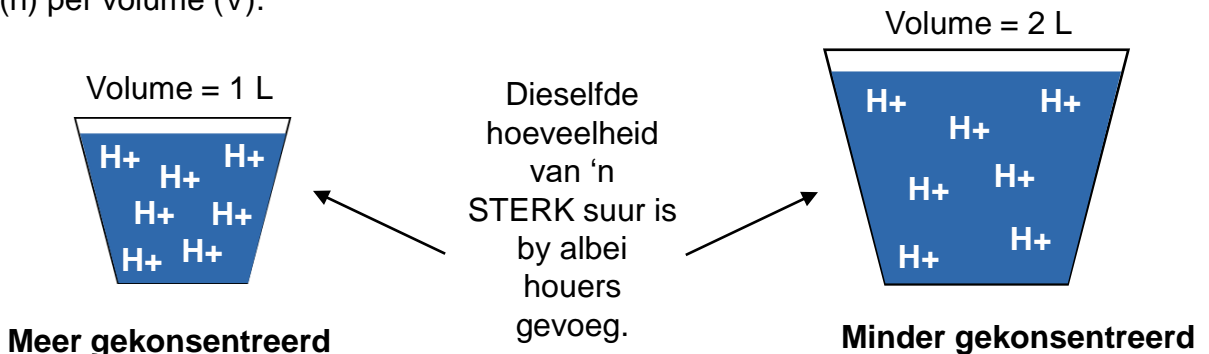 (n) per volume (V).
Volume = 2 L
Volume = 1 L
Dieselfde
hoeveelheid
van ‘n
STERK suur is
by albei
houers
gevoeg.
H+ H+
H+
H+ H+
H+ H+
H+
H+ H+
H+
H+ H+
H+
H+
Meer gekonsentreerd
Minder gekonsentreerd